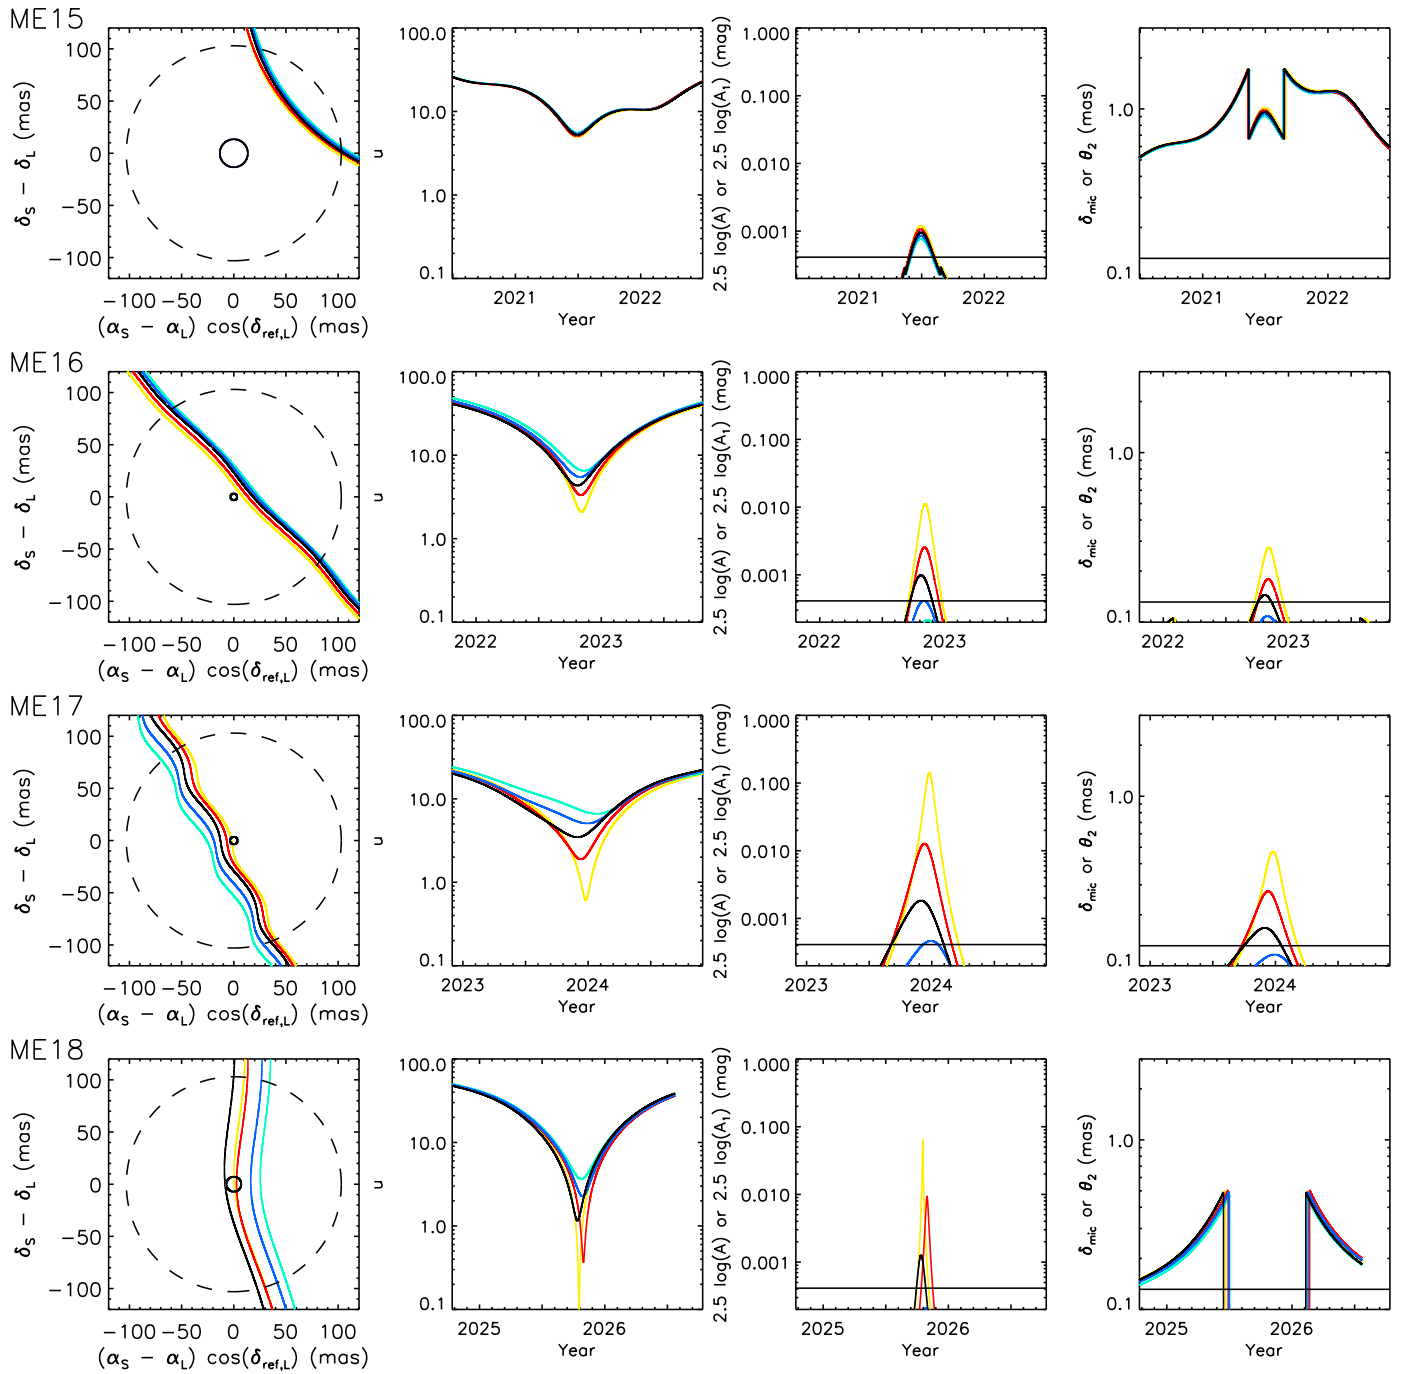 ME15
δS − δL (mas)
100
50
0
−50
−100
−100 −50 0 50 100
(αS − αL) cos(δref,L) (mas)
u
100.0
10.0
1.0
0.1
2021 2022
Year
2.5 log(A) or 2.5 log(A1) (mag)
1.000
0.100
0.010
0.001
2021 2022
Year
δmic or θ2 (mas)
1.0
0.1
2021 2022
Year
ME16
δS − δL (mas)
100
50
0
−50
−100
−100 −50 0 50 100
(αS − αL) cos(δref,L) (mas)
u
100.0
10.0
1.0
0.1
2022 2023
Year
2.5 log(A) or 2.5 log(A1) (mag)
1.000
0.100
0.010
0.001
2022 2023
Year
δmic or θ2 (mas)
1.0
0.1
2022 2023
Year
ME17
δS − δL (mas)
100
50
0
−50
−100
−100 −50 0 50 100
(αS − αL) cos(δref,L) (mas)
u
100.0
10.0
1.0
0.1
2023 2024
Year
2.5 log(A) or 2.5 log(A1) (mag)
1.000
0.100
0.010
0.001
2023 2024
Year
δmic or θ2 (mas)
1.0
0.1
2023 2024
Year
ME18
δS − δL (mas)
100
50
0
−50
−100
−100 −50 0 50 100
(αS − αL) cos(δref,L) (mas)
u
100.0
10.0
1.0
0.1
2025 2026
Year
2.5 log(A) or 2.5 log(A1) (mag)
1.000
0.100
0.010
0.001
2025 2026
Year
δmic or θ2 (mas)
1.0
0.1
2025 2026
Year